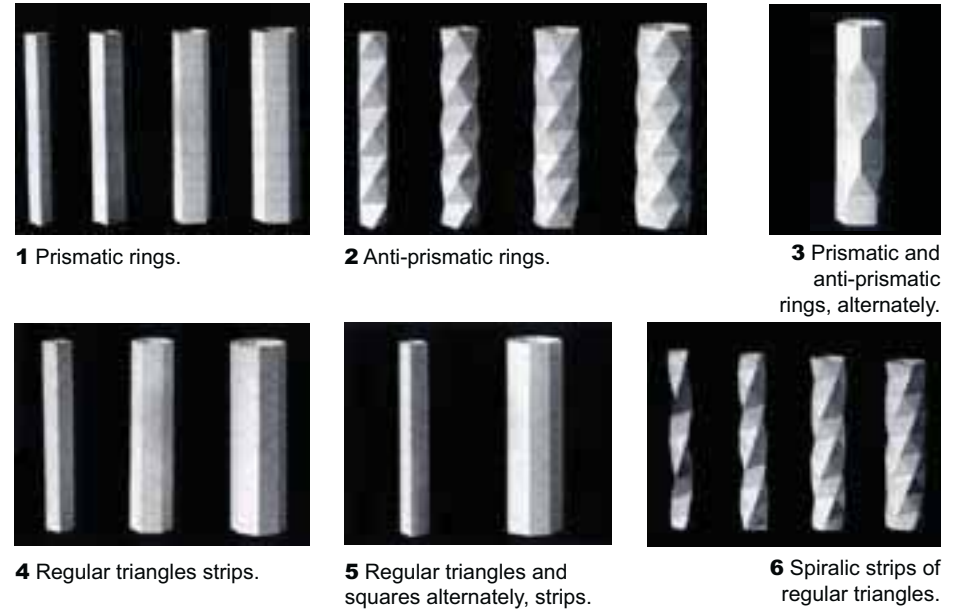 1 Prismatic rings.
2 Anti-prismatic rings.
3 Prismatic and
anti-prismatic
rings, alternately.
4 Regular triangles strips.
5 Regular triangles and
squares alternately, strips.
6 Spiralic strips of
regular triangles.